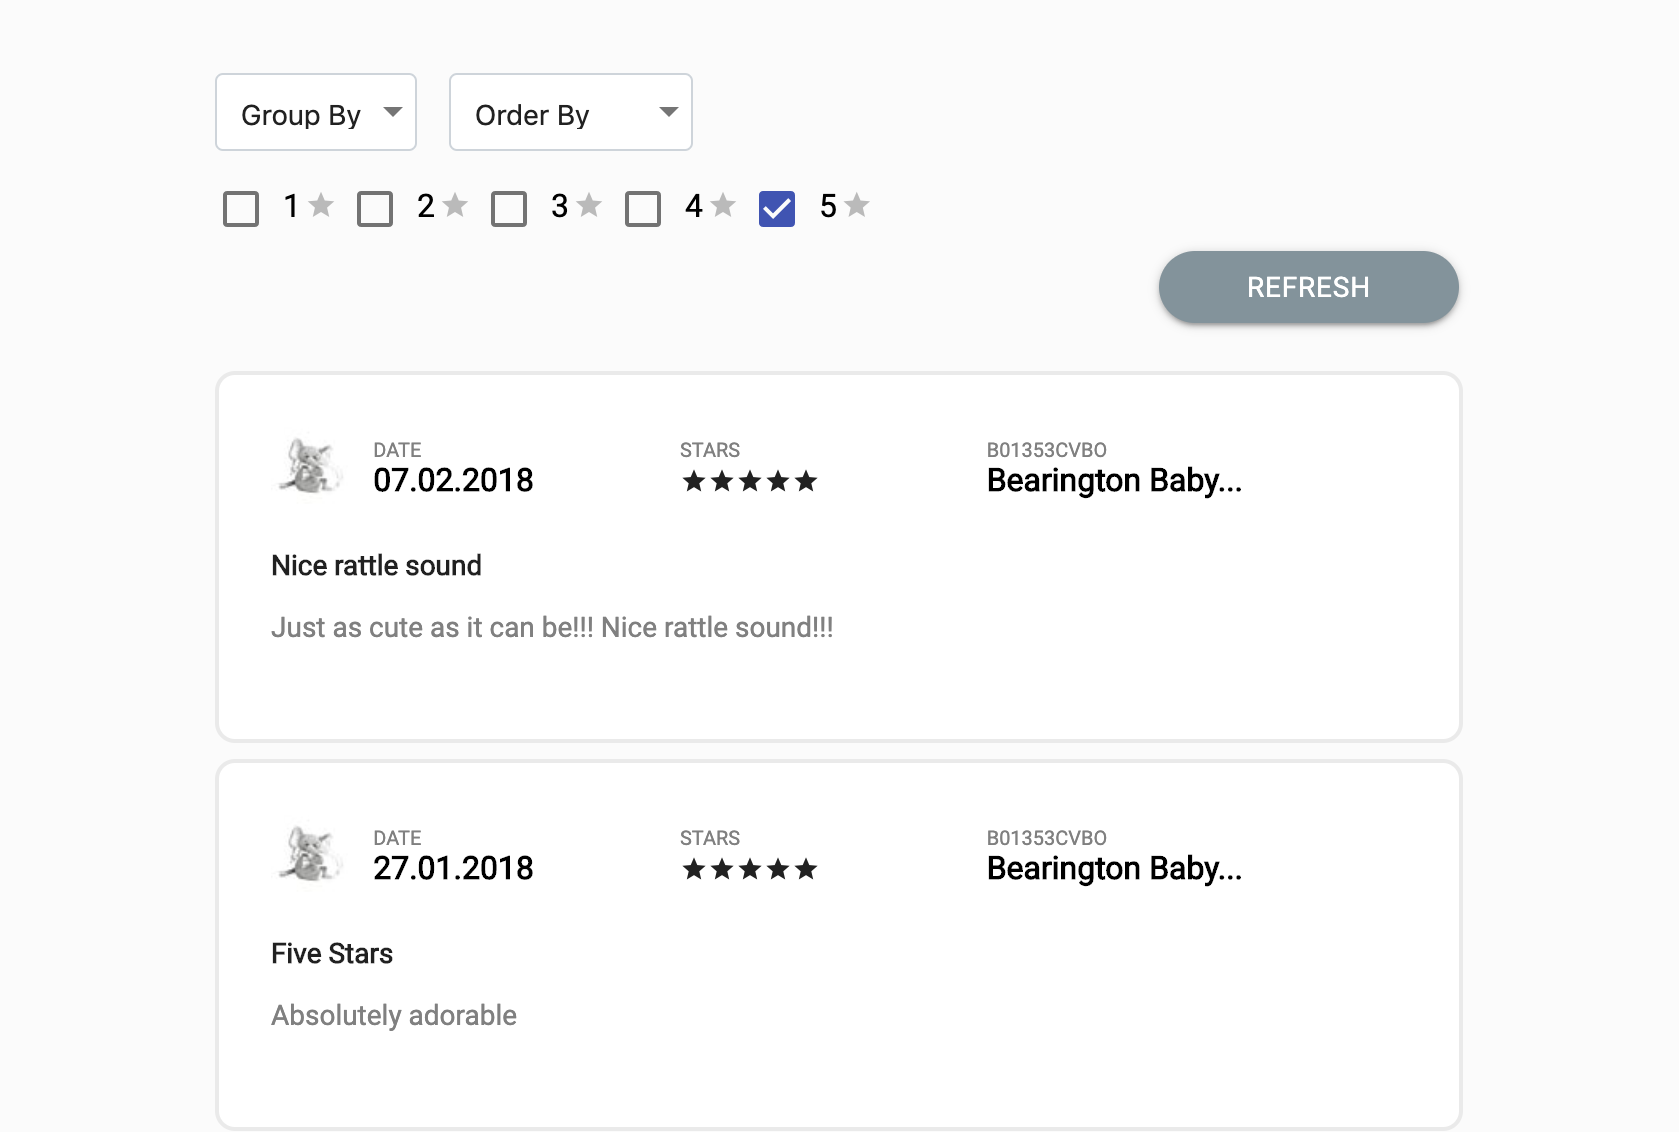 Group By
Order By
1 ★ 2 ★ 3 ★ 4 ★ 5 ★
REFRESH
DATE STARS B01353CVBO
07.02.2018 ★★★★★ Bearington Baby...
Nice rattle sound
Just as cute as it can be!!! Nice rattle sound!!!
DATE STARS B01353CVBO
27.01.2018 ★★★★★ Bearington Baby...
Five Stars
Absolutely adorable